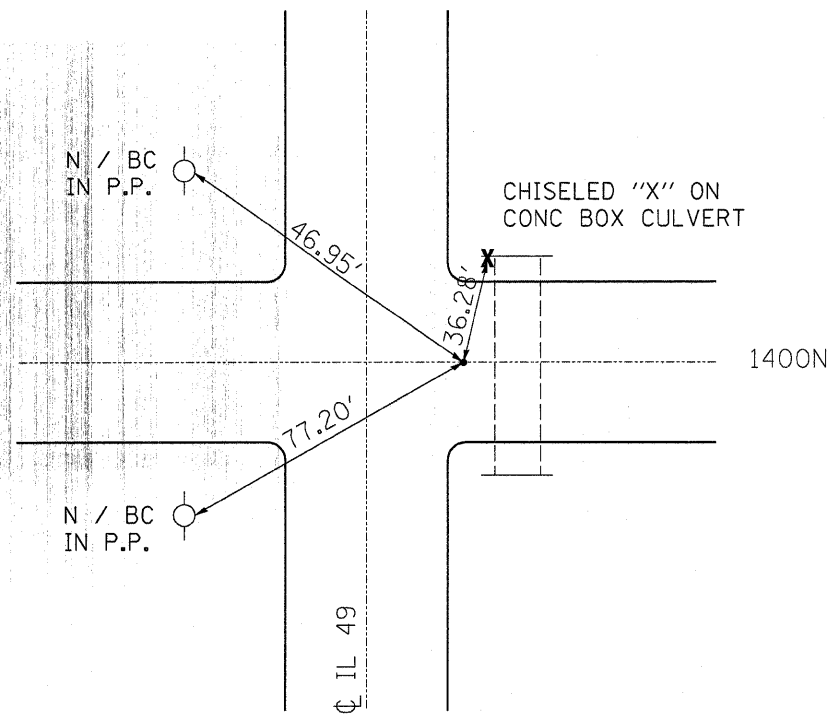 N / BC
IN P.P.
CHISELED "X" ON
CONC BOX CULVERT
46.95'
X
36.28'
1400N
77.20'
N / BC
IN P.P.
℄ IL 49